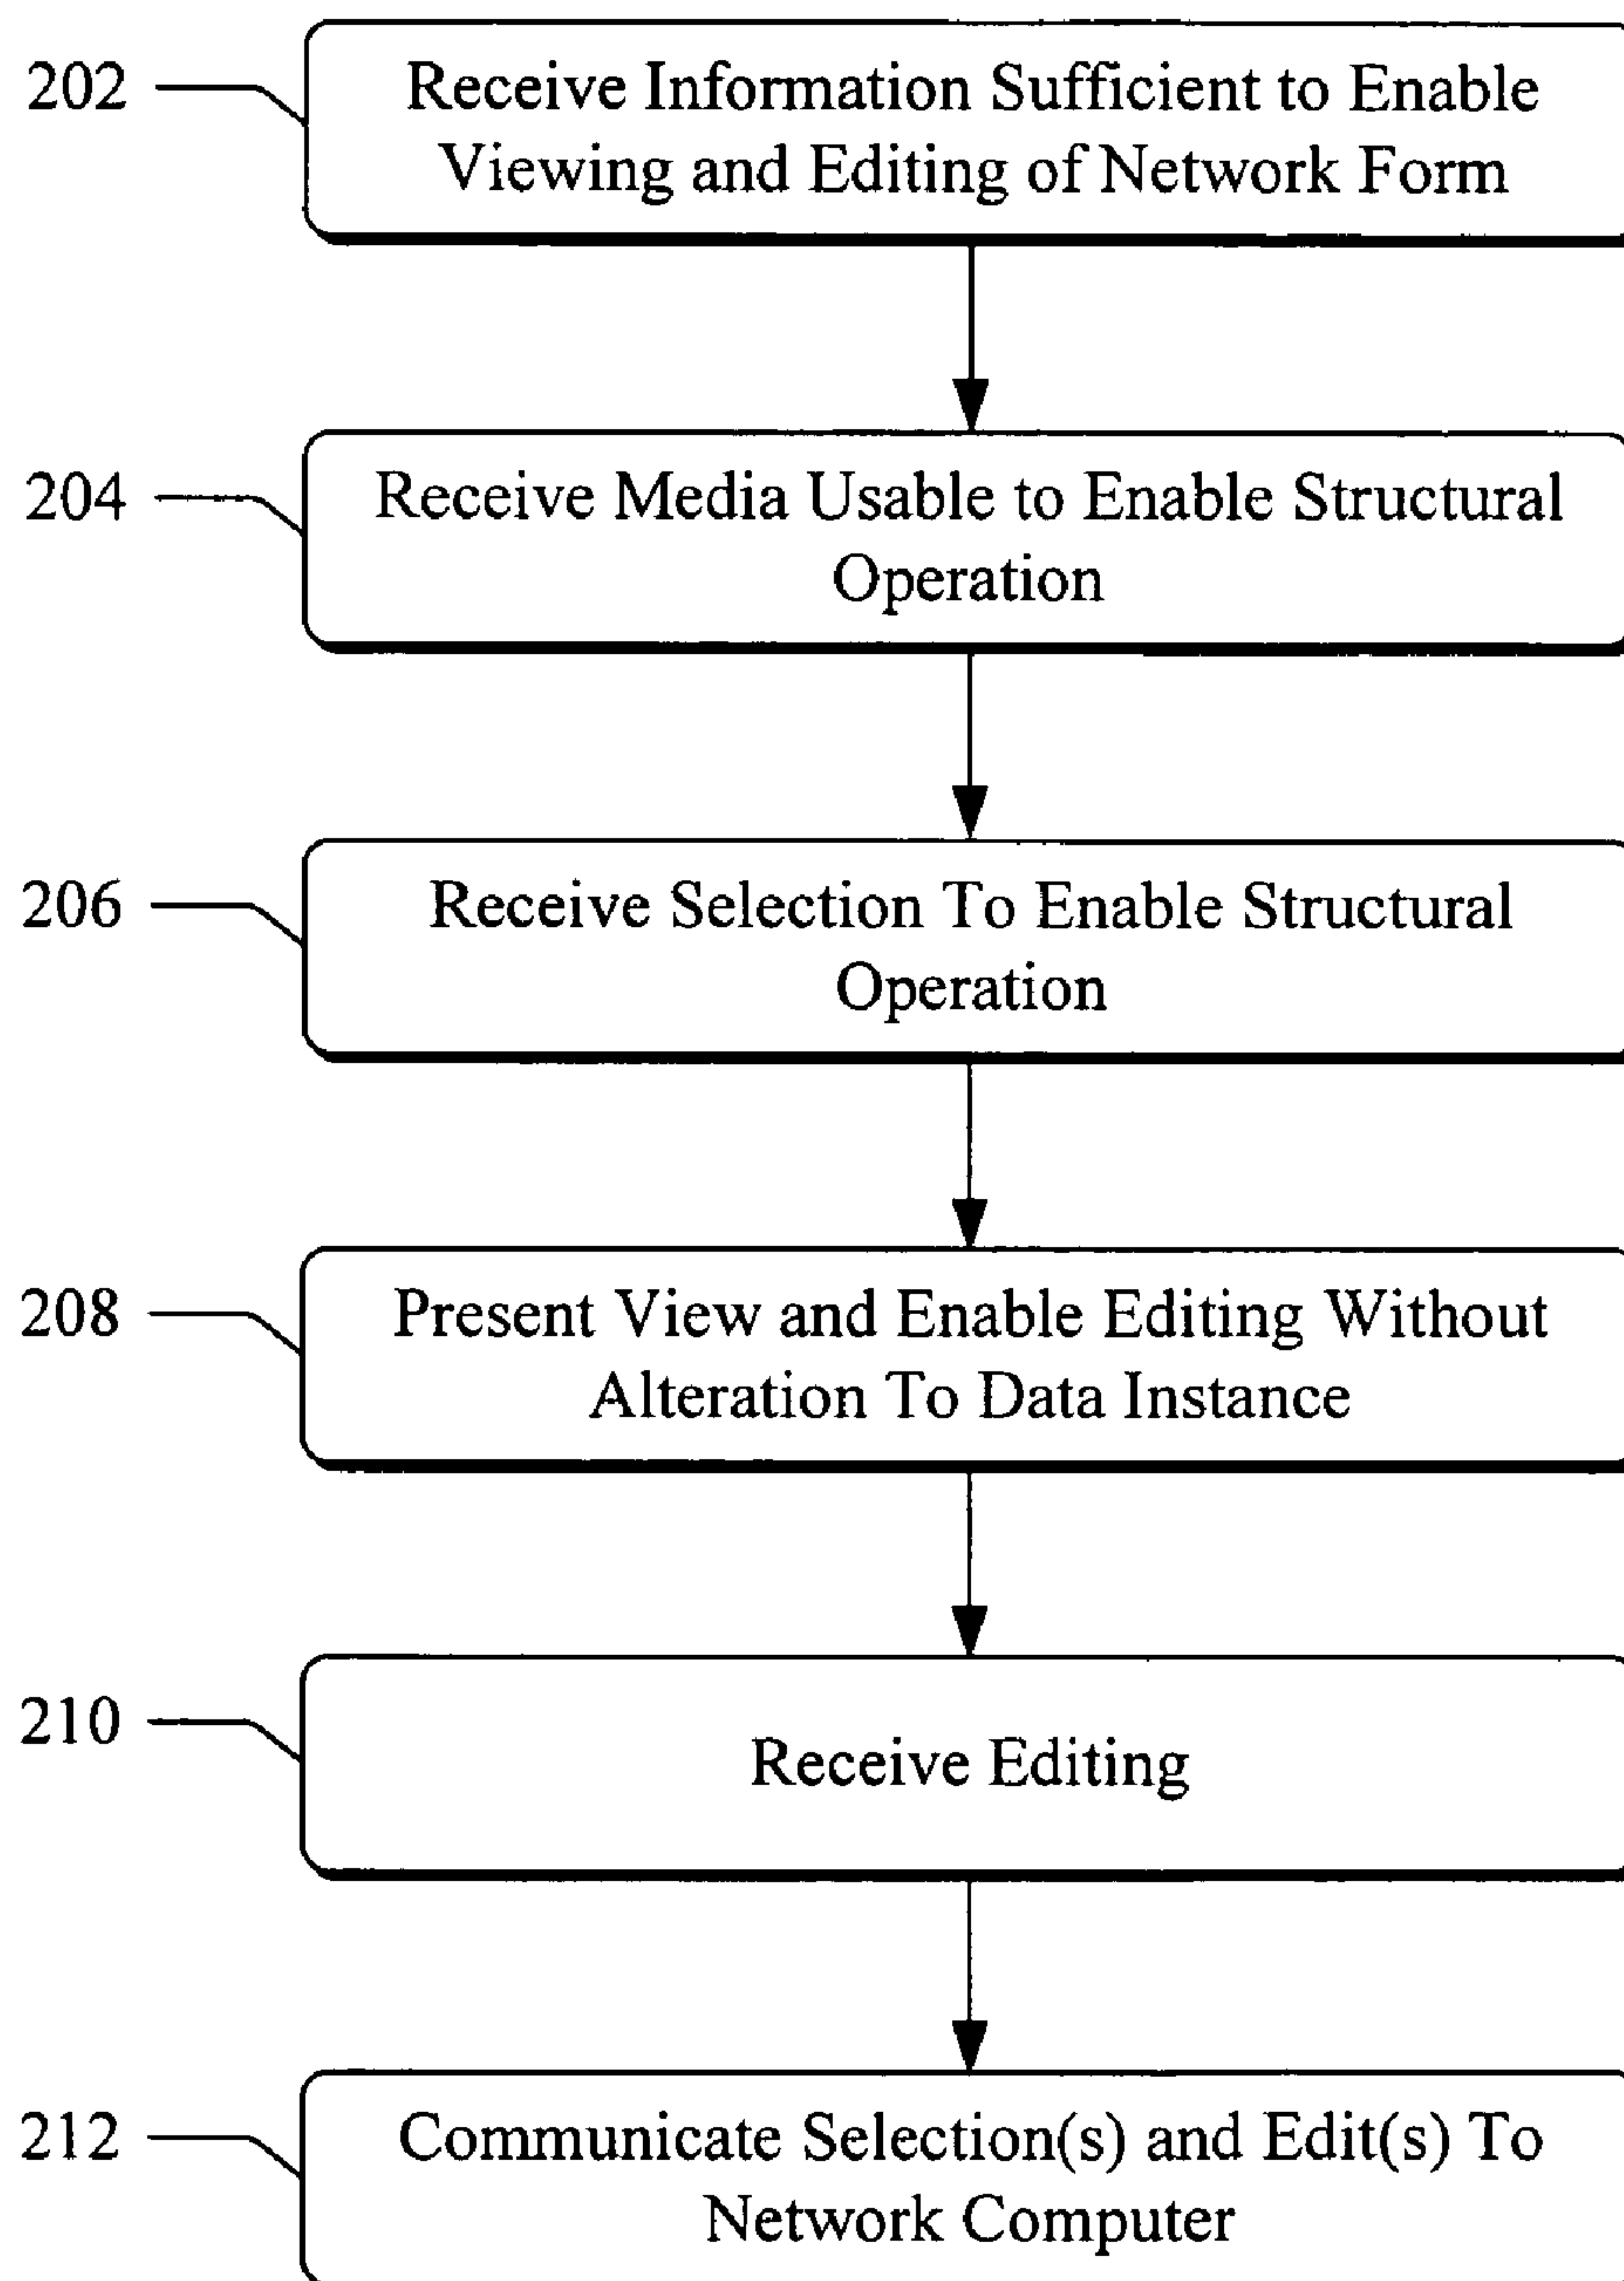 202
Receive Information Sufficient to Enable
Viewing and Editing of Network Form
204
Receive Media Usable to Enable Structural
Operation
206
Receive Selection To Enable Structural
Operation
208
Present View and Enable Editing Without
Alteration To Data Instance
210
Receive Editing
212
Communicate Selection(s) and Edit(s) To
Network Computer